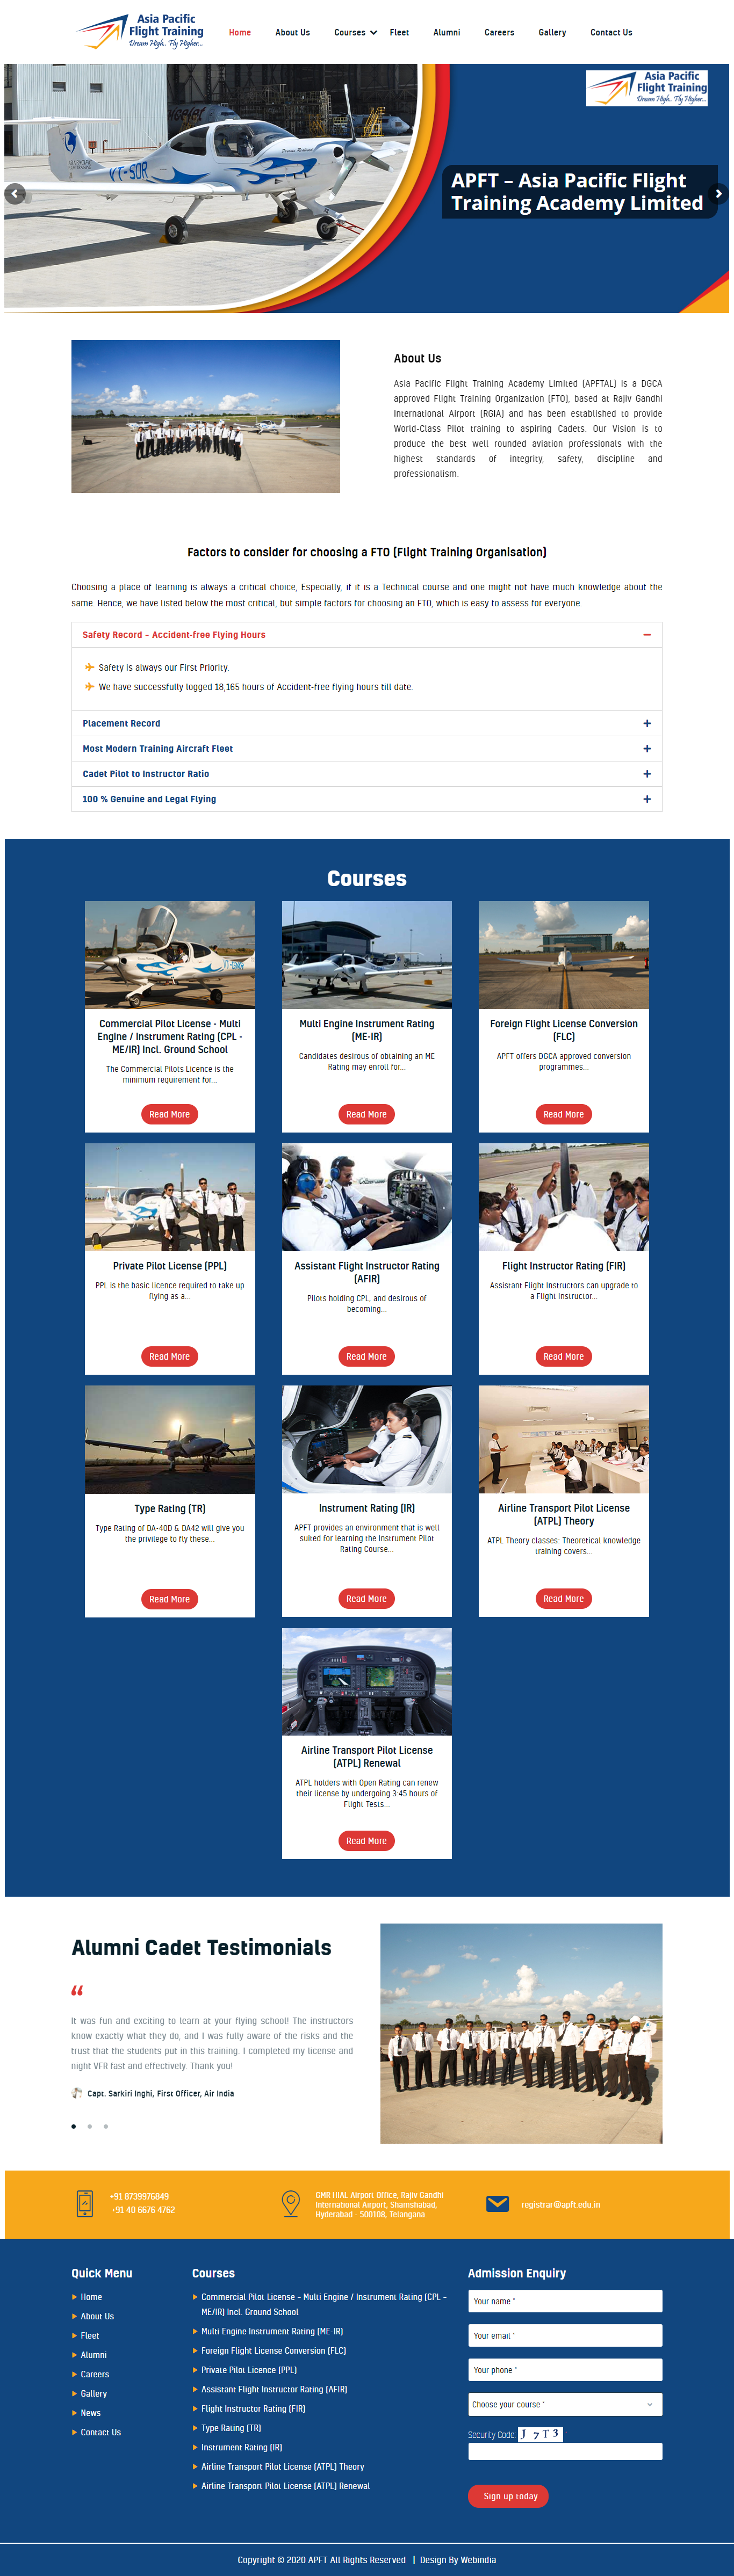 Asia Pacific
Flight Training
Dream High.. Fly Higher...
Home
About Us
Courses
Fleet
Alumni
Careers
Gallery
Contact Us
Asia Pacific
Flight Training
Dream High.. Fly Higher...
VT-SOR
APFT – Asia Pacific Flight
Training Academy Limited
About Us
Asia Pacific Flight Training Academy Limited (APFTAL) is a DGCA
approved Flight Training Organization (FTO), based at Rajiv Gandhi
International Airport (RGIA) and has been established to provide
World-Class Pilot training to aspiring Cadets. Our Vision is to
produce the best well rounded aviation professionals with the
highest standards of integrity, safety, discipline and
professionalism.
Factors to consider for choosing a FTO (Flight Training Organisation)
Choosing a place of learning is always a critical choice, Especially, if it is a Technical course and one might not have much knowledge about the
same. Hence, we have listed below the most critical, but simple factors for choosing an FTO, which is easy to assess for everyone.
Safety Record – Accident-free Flying Hours
Safety is always our First Priority.
We have successfully logged 18,165 hours of Accident-free flying hours till date.
Placement Record
Most Modern Training Aircraft Fleet
Cadet Pilot to Instructor Ratio
100 % Genuine and Legal Flying
Courses
Commercial Pilot License - Multi
Engine / Instrument Rating (CPL -
ME/IR) Incl. Ground School
The Commercial Pilots Licence is the
minimum requirement for...
Read More
Multi Engine Instrument Rating
(ME-IR)
Candidates desirous of obtaining an ME
Rating may enroll for...
Read More
Foreign Flight License Conversion
(FLC)
APFT offers DGCA approved conversion
programmes...
Read More
Private Pilot License (PPL)
PPL is the basic licence required to take up
flying as a...
Read More
Assistant Flight Instructor Rating
(AFIR)
Pilots holding CPL, and desirous of
becoming...
Read More
Flight Instructor Rating (FIR)
Assistant Flight Instructors can upgrade to
a Flight Instructor...
Read More
Type Rating (TR)
Type Rating of DA-40D & DA42 will give you
the privilege to fly these...
Read More
Instrument Rating (IR)
APFT provides an environment that is well
suited for learning the Instrument Pilot
Rating Course...
Read More
Airline Transport Pilot License
(ATPL) Theory
ATPL Theory classes: Theoretical knowledge
training covers...
Read More
Airline Transport Pilot License
(ATPL) Renewal
ATPL holders with Open Rating can renew
their license by undergoing 3:45 hours of
Flight Tests...
Read More
Alumni Cadet Testimonials
“
It was fun and exciting to learn at your flying school! The instructors
know exactly what they do, and I was fully aware of the risks and the
trust that the students put in this training. I completed my license and
night VFR fast and effectively. Thank you!
Capt. Sarkiri Inghi, First Officer, Air India
+91 8739976849
+91 40 6676 4762
GMR HIAL Airport Office, Rajiv Gandhi
International Airport, Shamshabad,
Hyderabad - 500108, Telangana.
registrar@apft.edu.in
Quick Menu
Home
About Us
Fleet
Alumni
Careers
Gallery
News
Contact Us
Courses
Commercial Pilot License – Multi Engine / Instrument Rating (CPL –
ME/IR) Incl. Ground School
Multi Engine Instrument Rating (ME-IR)
Foreign Flight License Conversion (FLC)
Private Pilot Licence (PPL)
Assistant Flight Instructor Rating (AFIR)
Flight Instructor Rating (FIR)
Type Rating (TR)
Instrument Rating (IR)
Airline Transport Pilot License (ATPL) Theory
Airline Transport Pilot License (ATPL) Renewal
Admission Enquiry
Your name *
Your email *
Your phone *
Choose your course *
Security Code: J 7 T 3
Sign up today
Copyright © 2020 APFT All Rights Reserved | Design By Webindia